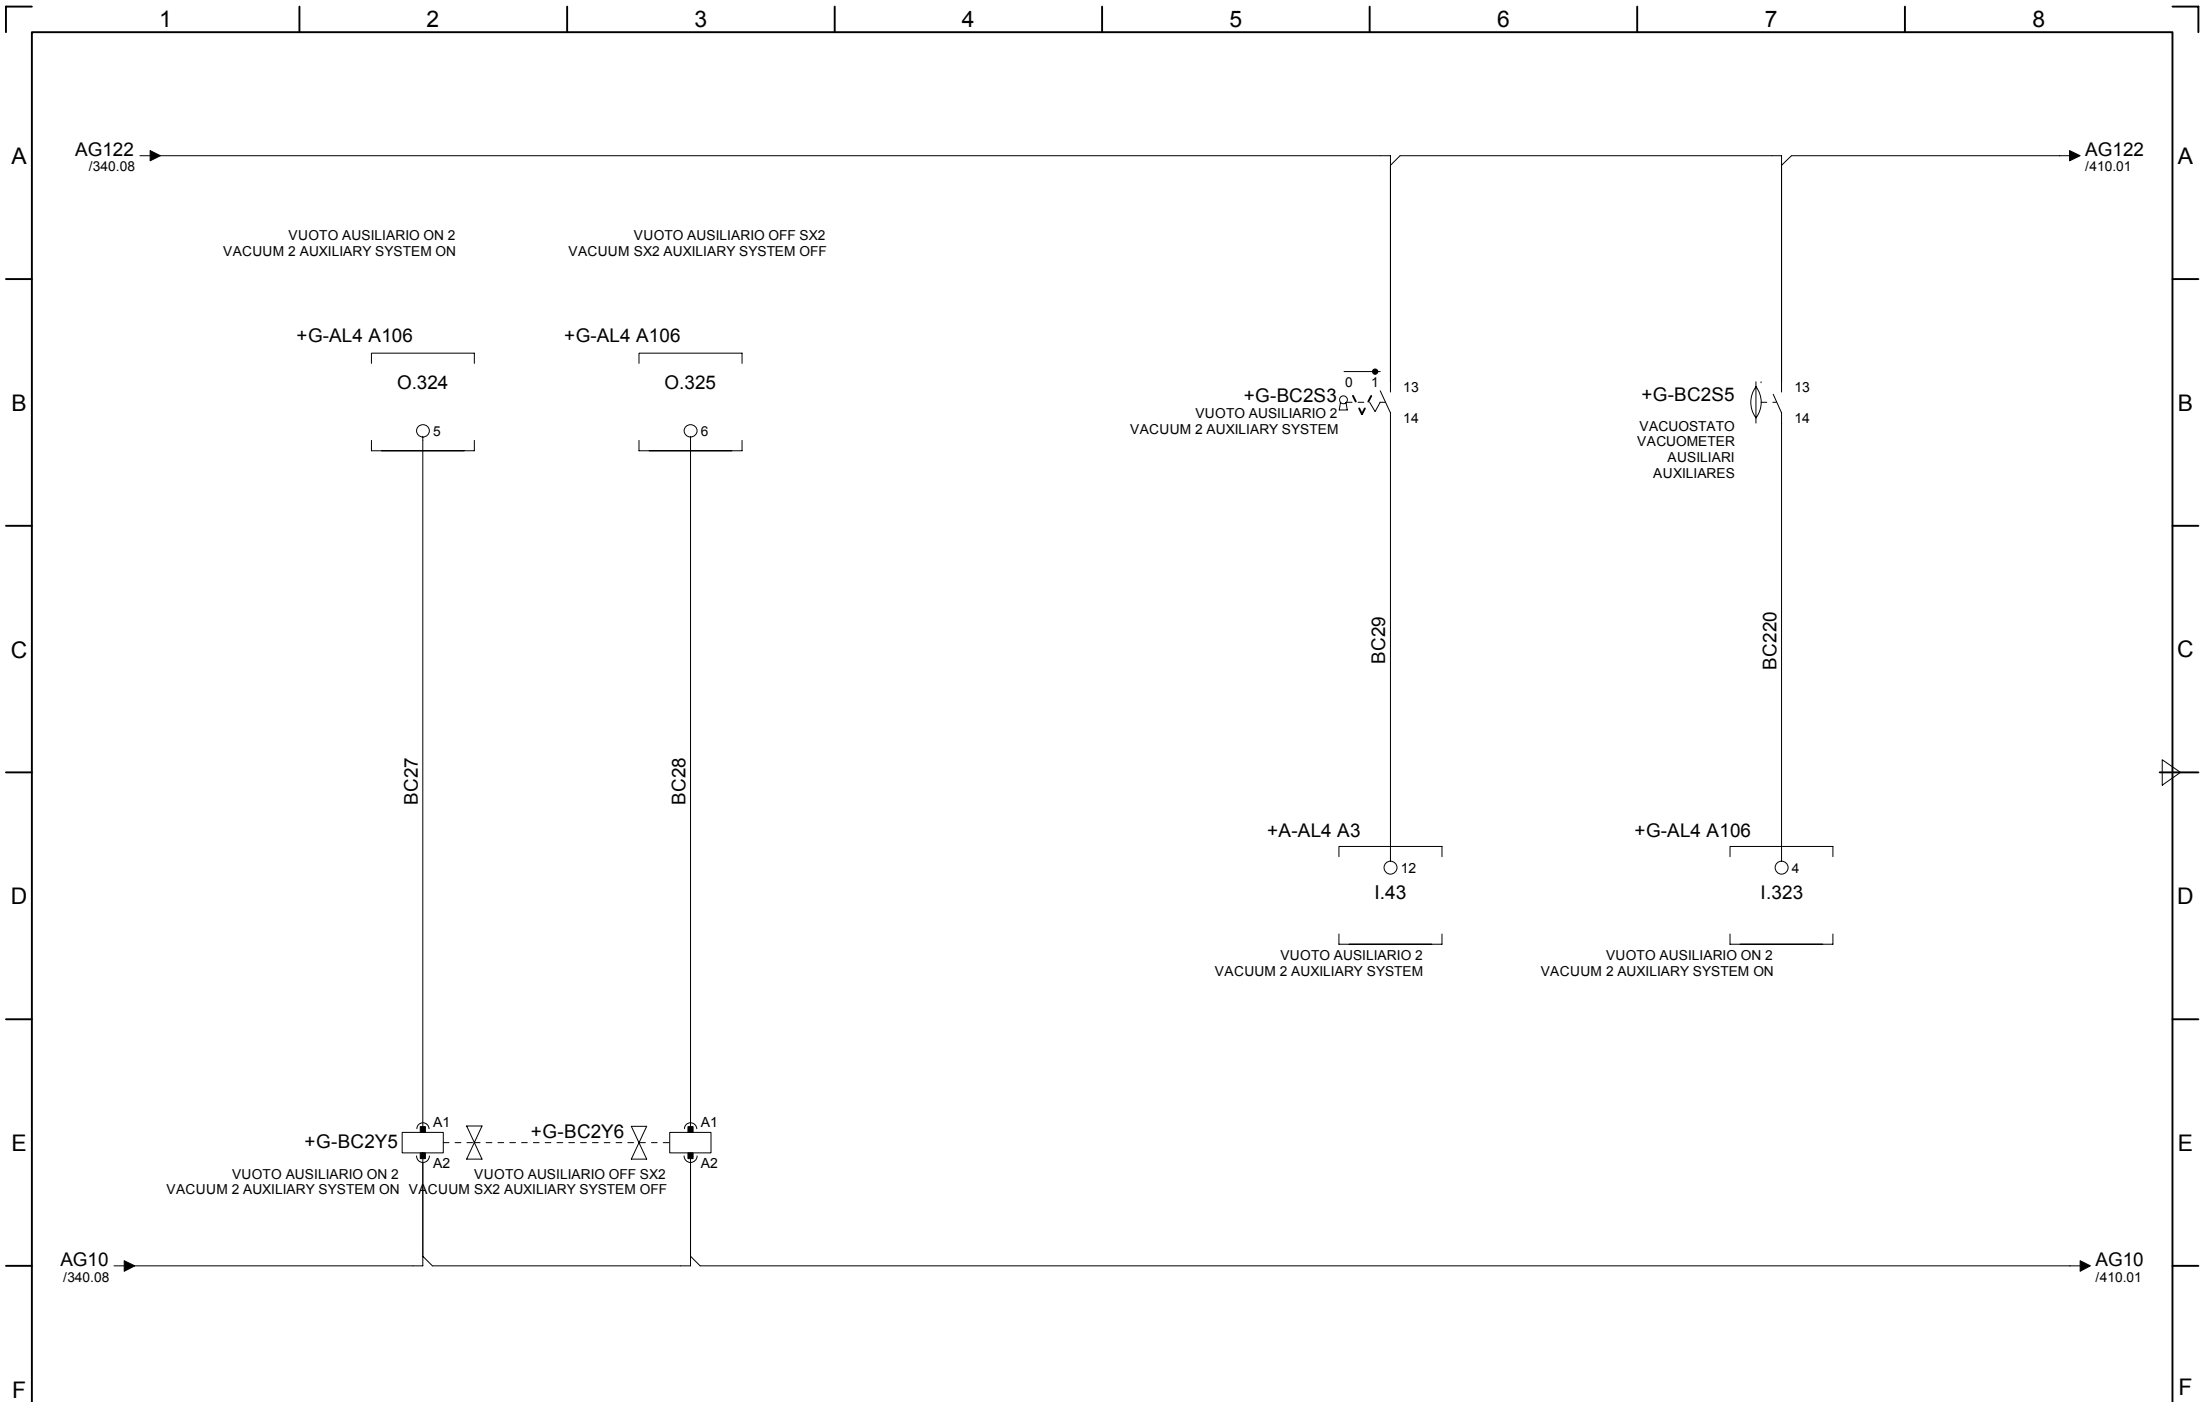 1 2 3 4 5 6 7 8
A AG122 AG122 A
/340.08 /410.01
VUOTO AUSILIARIO ON 2
VACUUM 2 AUXILIARY SYSTEM ON
VUOTO AUSILIARIO OFF SX2
VACUUM SX2 AUXILIARY SYSTEM OFF
+G-AL4 A106
O.324
5
+G-AL4 A106
O.325
6
B B
0 1
+G-BC2S3
13
14
VUOTO AUSILIARIO 2
VACUUM 2 AUXILIARY SYSTEM
+G-BC2S5
13
14
VACUOSTATO
VACUOMETER
AUSILIARI
AUXILIARES
C C
BC27
BC28
BC29
BC220
+A-AL4 A3
12
I.43
VUOTO AUSILIARIO 2
VACUUM 2 AUXILIARY SYSTEM
+G-AL4 A106
4
I.323
VUOTO AUSILIARIO ON 2
VACUUM 2 AUXILIARY SYSTEM ON
D D
E E
+G-BC2Y5
A1
A2
VUOTO AUSILIARIO ON 2
VACUUM 2 AUXILIARY SYSTEM ON
+G-BC2Y6
A1
A2
VUOTO AUSILIARIO OFF SX2
VACUUM SX2 AUXILIARY SYSTEM OFF
AG10 AG10
/340.08 /410.01
F F